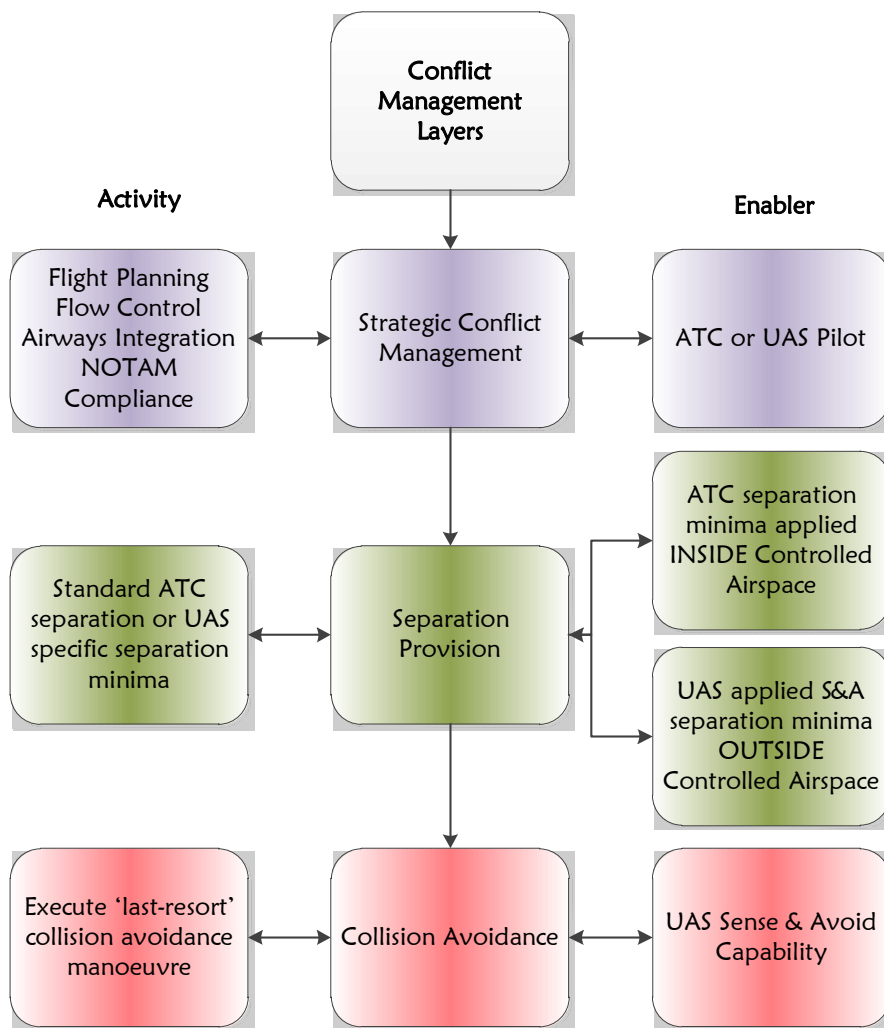 Conflict
Management
Layers
Activity
Enabler
Flight Planning
Flow Control
Airways Integration
NOTAM
Compliance
Strategic Conflict
Management
ATC or UAS Pilot
Standard ATC
separation or UAS
specific separation
minima
Separation
Provision
ATC separation
minima applied
INSIDE Controlled
Airspace
UAS applied S&A
separation minima
OUTSIDE
Controlled Airspace
Execute ‘last-resort’
collision avoidance
manoeuvre
Collision Avoidance
UAS Sense & Avoid
Capability